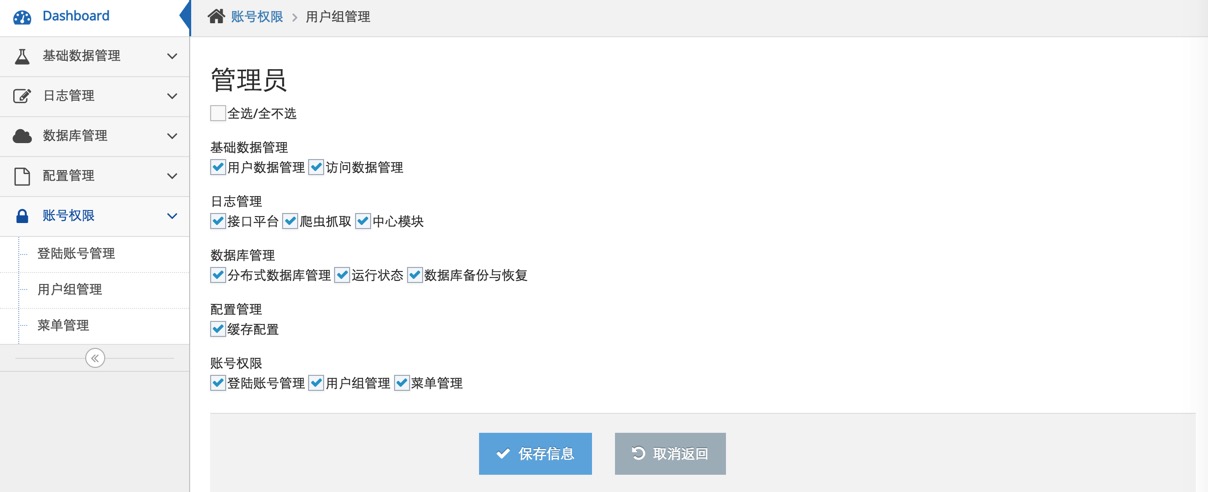 Dashboard
基础数据管理
日志管理
数据库管理
配置管理
账号权限
登陆账号管理
用户组管理
菜单管理
账号权限 > 用户组管理
管理员
全选/全不选
基础数据管理
用户数据管理 访问数据管理
日志管理
接口平台 爬虫抓取 中心模块
数据库管理
分布式数据库管理 运行状态 数据库备份与恢复
配置管理
缓存配置
账号权限
登陆账号管理 用户组管理 菜单管理
保存信息 取消返回